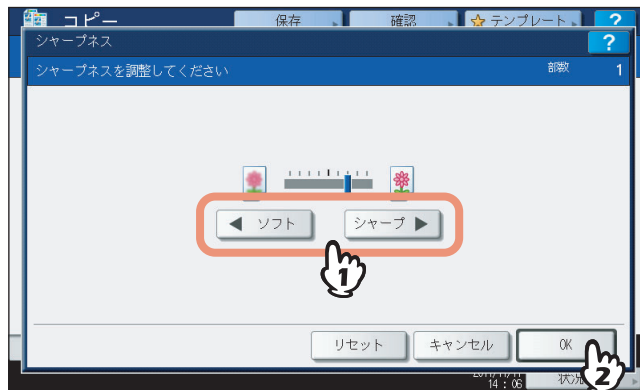 コピー 保存 確認 テンプレート ?
シャープネス ?
シャープネスを調整してください 部数 1
ソフト シャープ
1
リセット キャンセル OK
2
14:06 状況